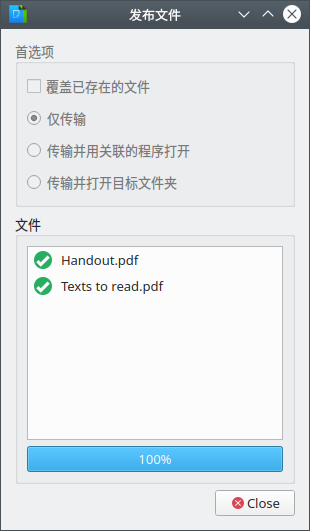 发布文件
首选项
覆盖已存在的文件
仅传输
传输并用关联的程序打开
传输并打开目标文件夹
文件
Handout.pdf
Texts to read.pdf
100%
Close